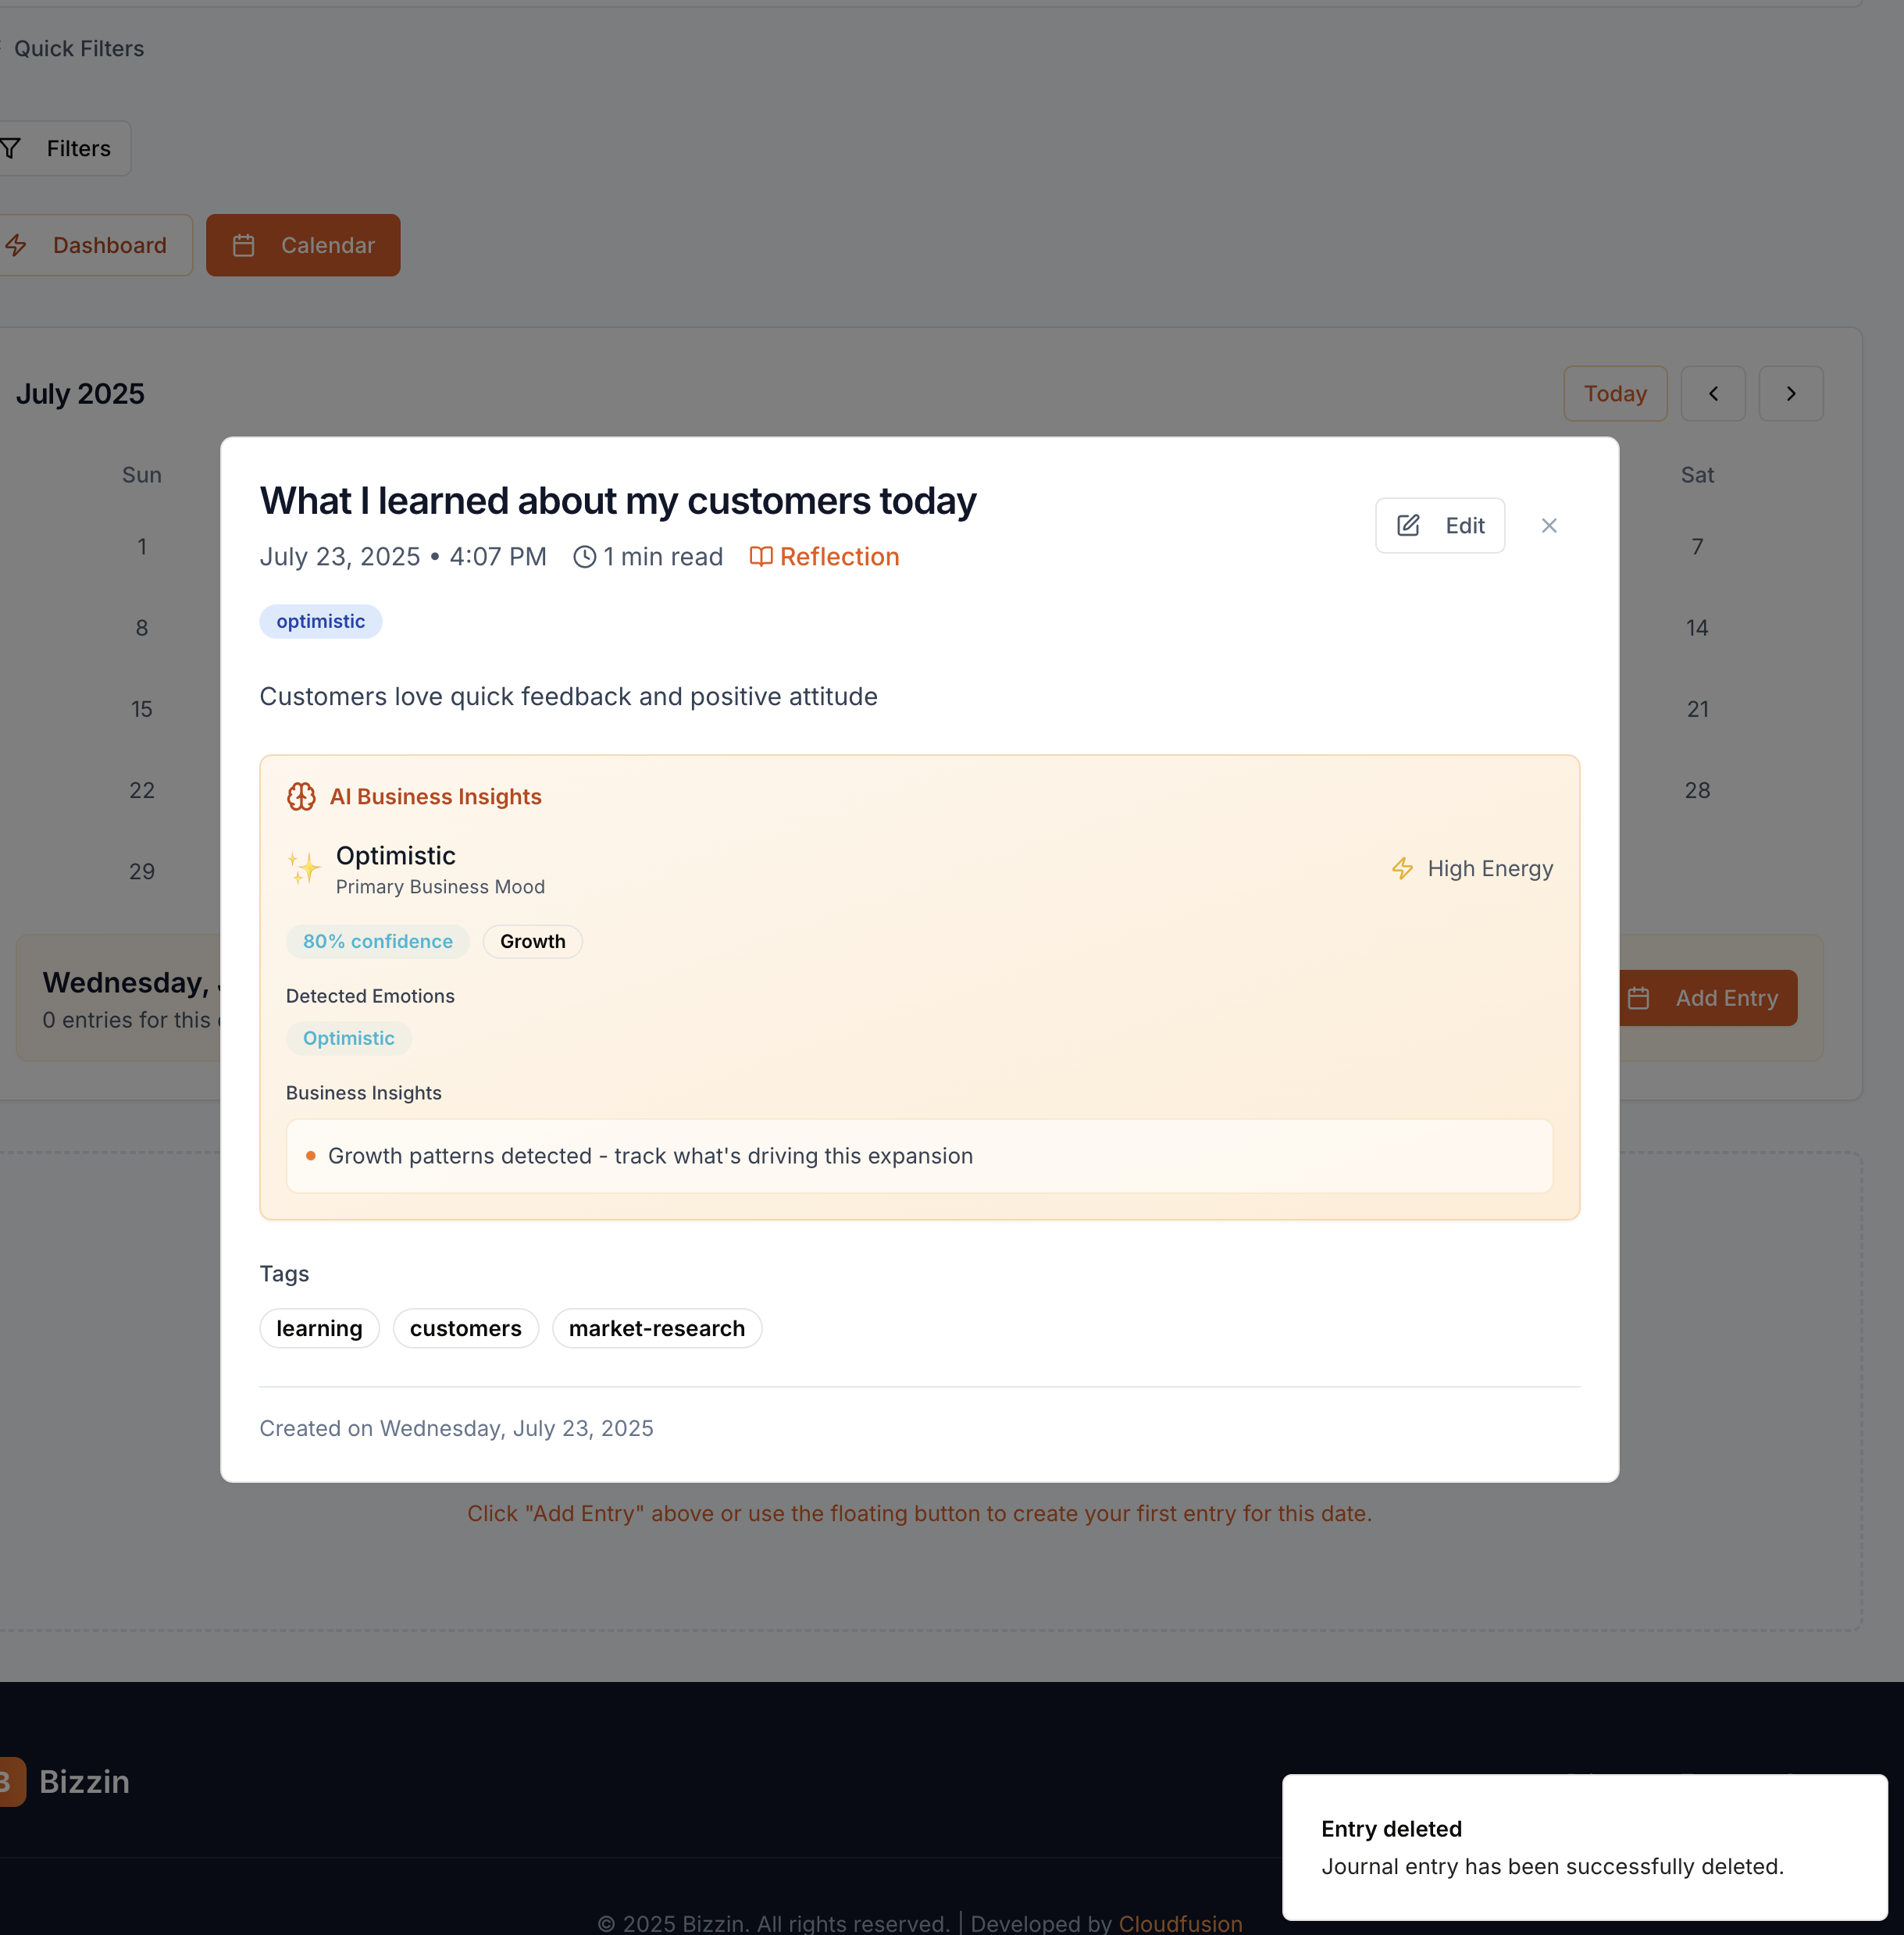 Quick Filters
Filters
Dashboard
Calendar
July 2025
Today
Sun
Sat
What I learned about my customers today
Edit
July 23, 2025 • 4:07 PM 1 min read Reflection
optimistic
1
7
8
14
Customers love quick feedback and positive attitude
15
21
AI Business Insights
22
28
Optimistic
Primary Business Mood
High Energy
29
80% confidence
Growth
Wednesday,
0 entries for this
Add Entry
Detected Emotions
Optimistic
Business Insights
Growth patterns detected - track what's driving this expansion
Tags
learning
customers
market-research
Created on Wednesday, July 23, 2025
Click "Add Entry" above or use the floating button to create your first entry for this date.
Bizzin
Entry deleted
Journal entry has been successfully deleted.
© 2025 Bizzin. All rights reserved. | Developed by Cloudfusion